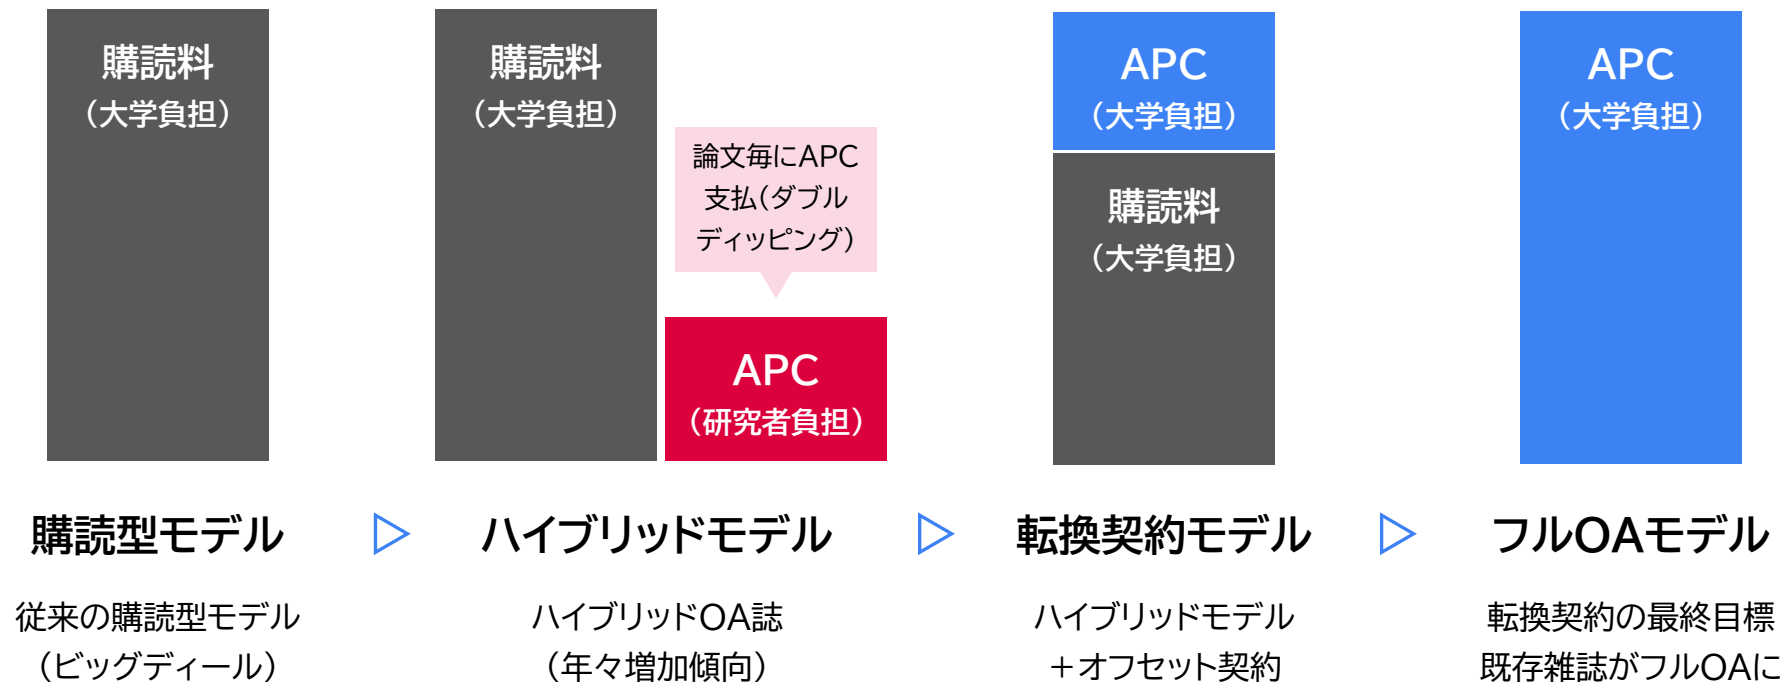 購読料
(大学負担)
購読料
(大学負担)
論文毎にAPC
支払(ダブル
ディッピング)
APC
(研究者負担)
APC
(大学負担)
購読料
(大学負担)
APC
(大学負担)
購読型モデル
ハイブリッドモデル
転換契約モデル
フルOAモデル
従来の購読型モデル
(ビッグディール)
ハイブリッドOA誌
(年々増加傾向)
ハイブリッドモデル
+オフセット契約
転換契約の最終目標
既存雑誌がフルOAに